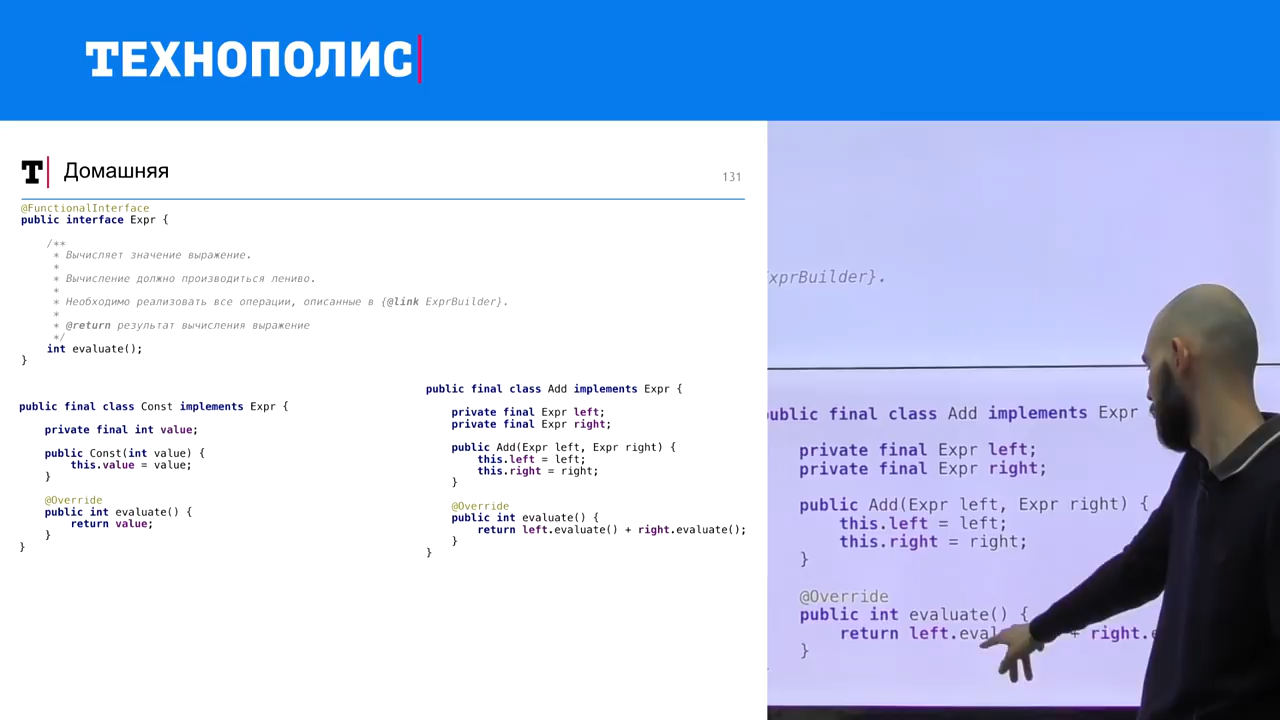 ТЕХНОПОЛИС
T Домашняя
131
@FunctionalInterface
public interface Expr {
/**
* Вычисляет значение выражение.
*
* Вычисление должно производиться лениво.
*
* Необходимо реализовать все операции, описанные в {@link ExprBuilder}.
*
* @return результат вычисления выражение
*/
int evaluate();
}
public final class Const implements Expr {
private final int value;
public Const(int value) {
this.value = value;
}
@Override
public int evaluate() {
return value;
}
}
public final class Add implements Expr {
private final Expr left;
private final Expr right;
public Add(Expr left, Expr right) {
this.left = left;
this.right = right;
}
@Override
public int evaluate() {
return left.evaluate() + right.evaluate();
}
}
xprBuilder}.
ublic final class Add implements Expr
private final Expr left;
private final Expr right;
public Add(Expr left, Expr right) {
this.left = left;
this.right = right;
}
@Override
public int evaluate() {
return left.eval + right.e
}